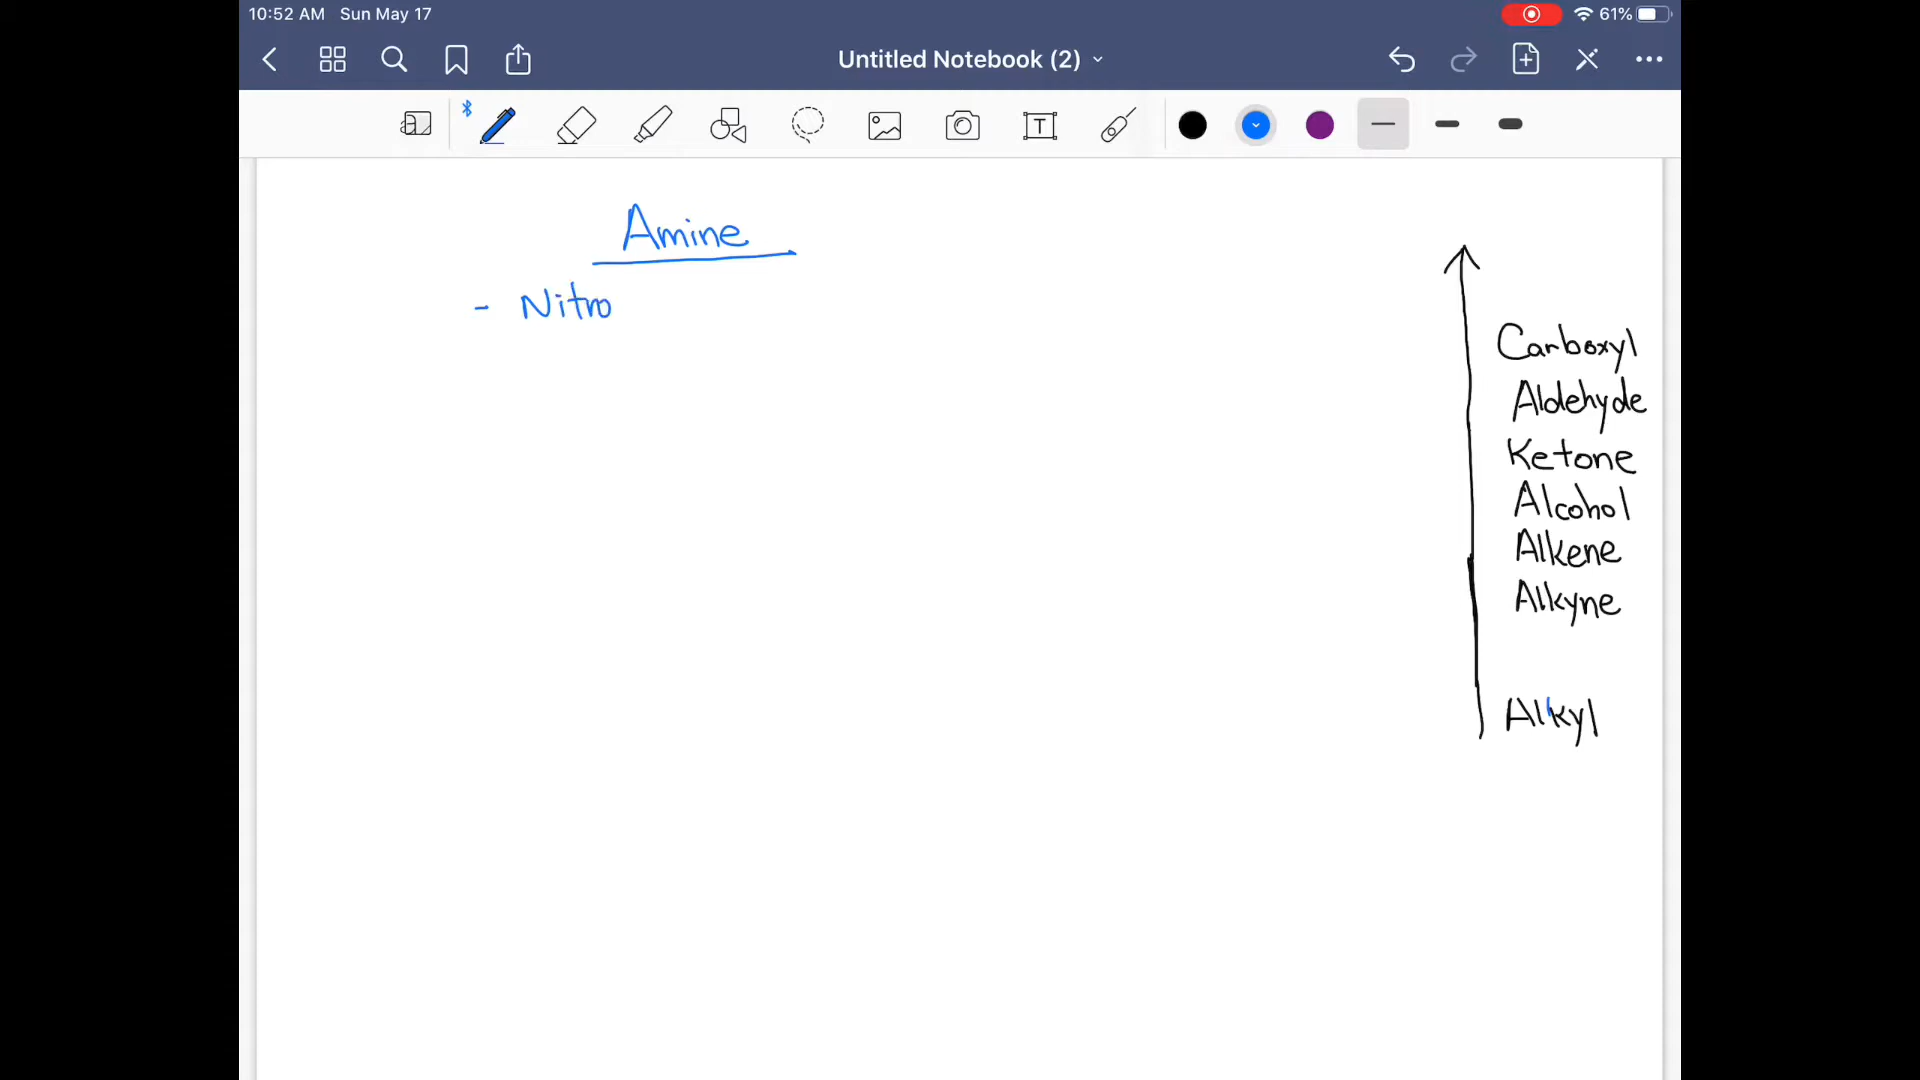 10:52 AM Sun May 17
61%
Untitled Notebook (2)
Amine
- Nitro
Carboxyl
Aldehyde
Ketone
Alcohol
Alkene
Alkyne
Alkyl